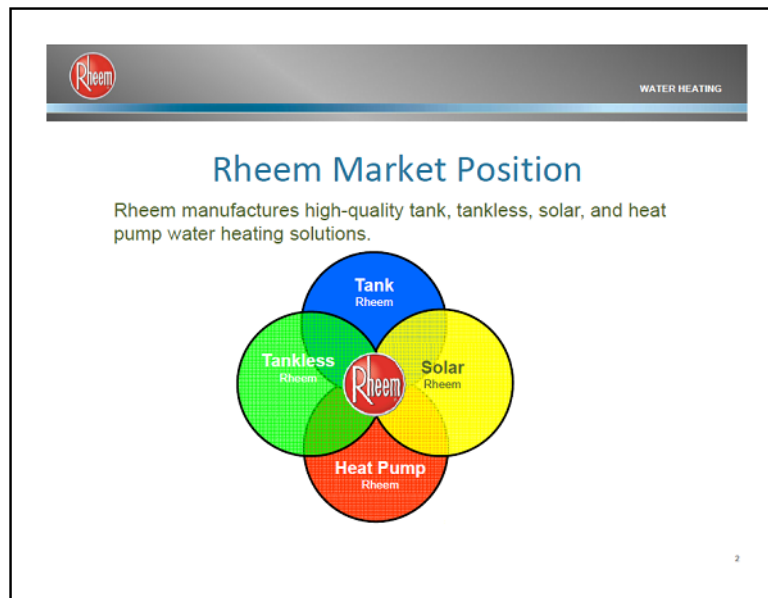 Rheem
WATER HEATING
Rheem Market Position
Rheem manufactures high-quality tank, tankless, solar, and heat
pump water heating solutions.
Tank
Rheem
Tankless
Rheem
Rheem
Solar
Rheem
Heat Pump
Rheem
2